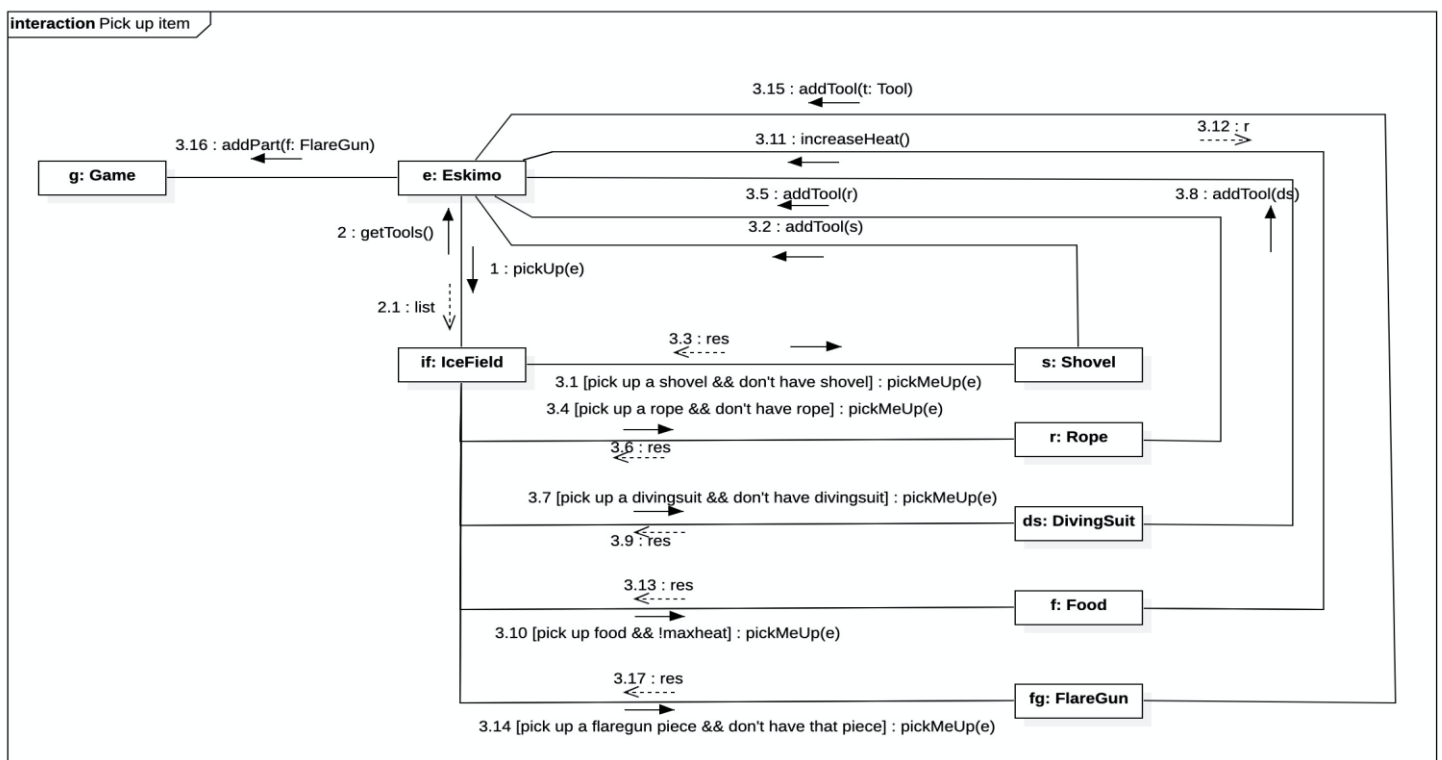 interaction Pick up item
3.15 : addTool(t: Tool)
3.12 : r
3.16 : addPart(f: FlareGun)
3.11 : increaseHeat()
g: Game
e: Eskimo
3.5 : addTool(r)
3.8 : addTool(ds)
2 : getTools()
3.2 : addTool(s)
1 : pickUp(e)
2.1 : list
3.3 : res
if: IceField
s: Shovel
3.1 [pick up a shovel && don't have shovel] : pickMeUp(e)
3.4 [pick up a rope && don't have rope] : pickMeUp(e)
r: Rope
3.6 : res
3.7 [pick up a divingsuit && don't have divingsuit] : pickMeUp(e)
ds: DivingSuit
3.9 : res
3.13 : res
f: Food
3.10 [pick up food && !maxheat] : pickMeUp(e)
3.17 : res
fg: FlareGun
3.14 [pick up a flaregun piece && don't have that piece] : pickMeUp(e)